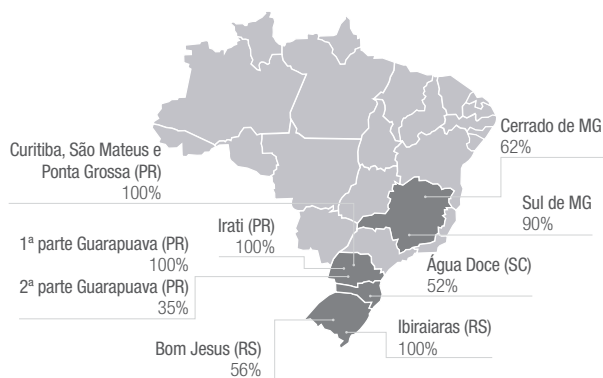 Cerrado de MG
62%
Curitiba, São Mateus e
Ponta Grossa (PR)
100%
Sul de MG
90%
Irati (PR)
100%
1ª parte Guarapuava (PR)
100%
Água Doce (SC)
52%
2ª parte Guarapuava (PR)
35%
Ibiraiaras (RS)
100%
Bom Jesus (RS)
56%